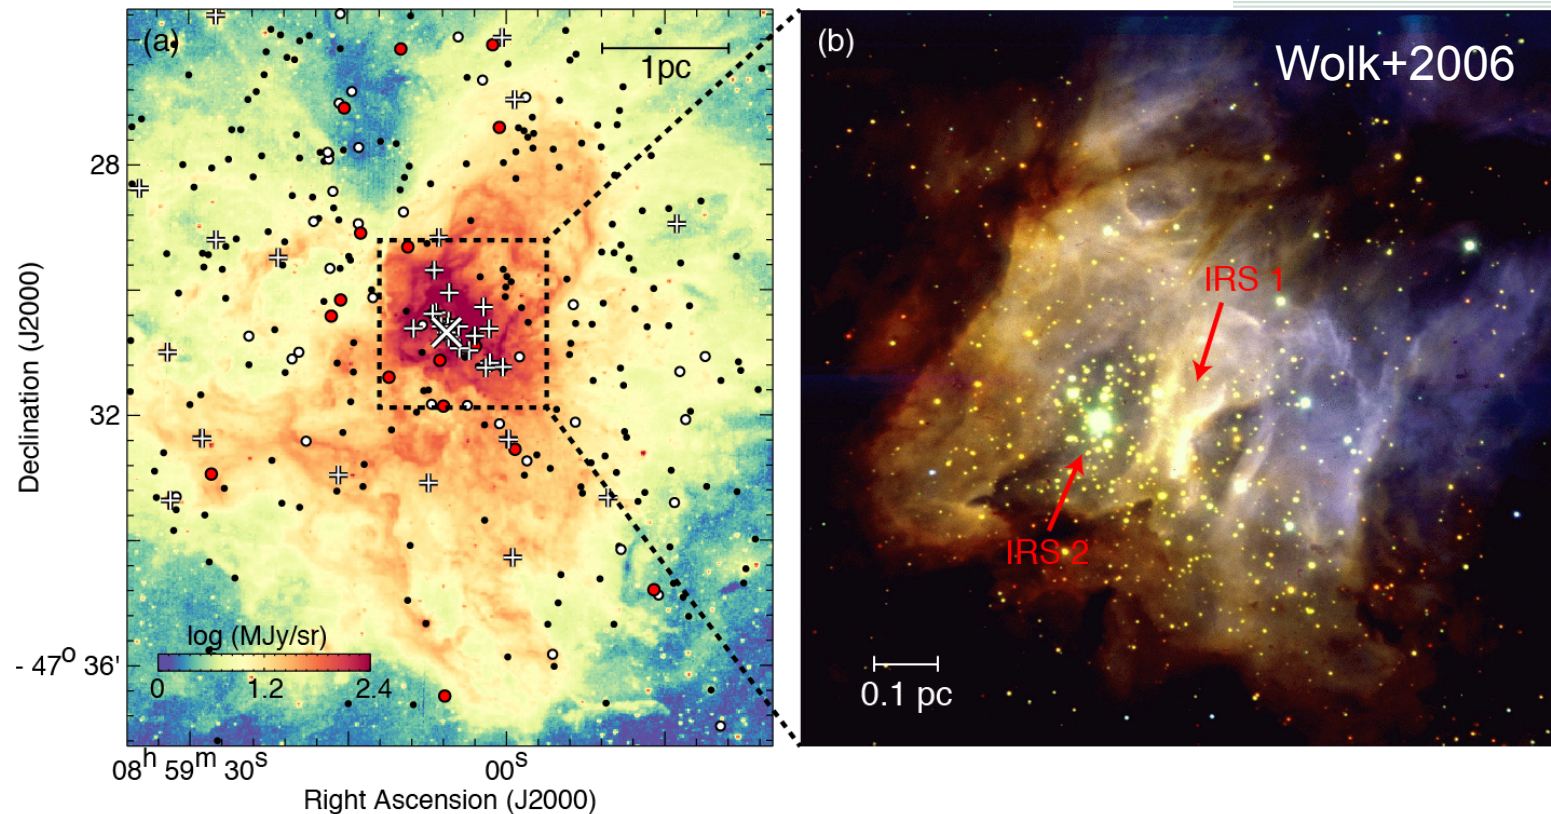 (a)
1pc
28
32
- 47o 36'
Declination (J2000)
log (MJy/sr)
0 1.2 2.4
08h 59m 30s 00s
Right Ascension (J2000)
(b)
Wolk+2006
IRS 1
IRS 2
0.1 pc